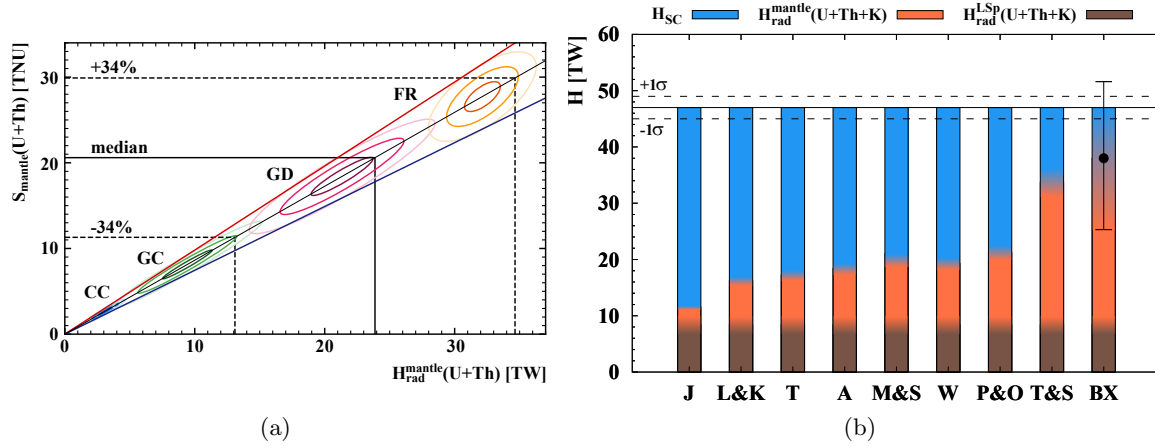 S_mantle(U+Th) [TNU]
30
20
10
0
+34%
median
-34%
FR
GD
GC
CC
0 10 20 30
H_rad^mantle(U+Th) [TW]
(a)
H_SC H_rad^mantle(U+Th+K) H_rad^LSp(U+Th+K)
H [TW]
60
50
40
30
20
10
0
+1σ
-1σ
J L&K T A M&S W P&O T&S BX
(b)